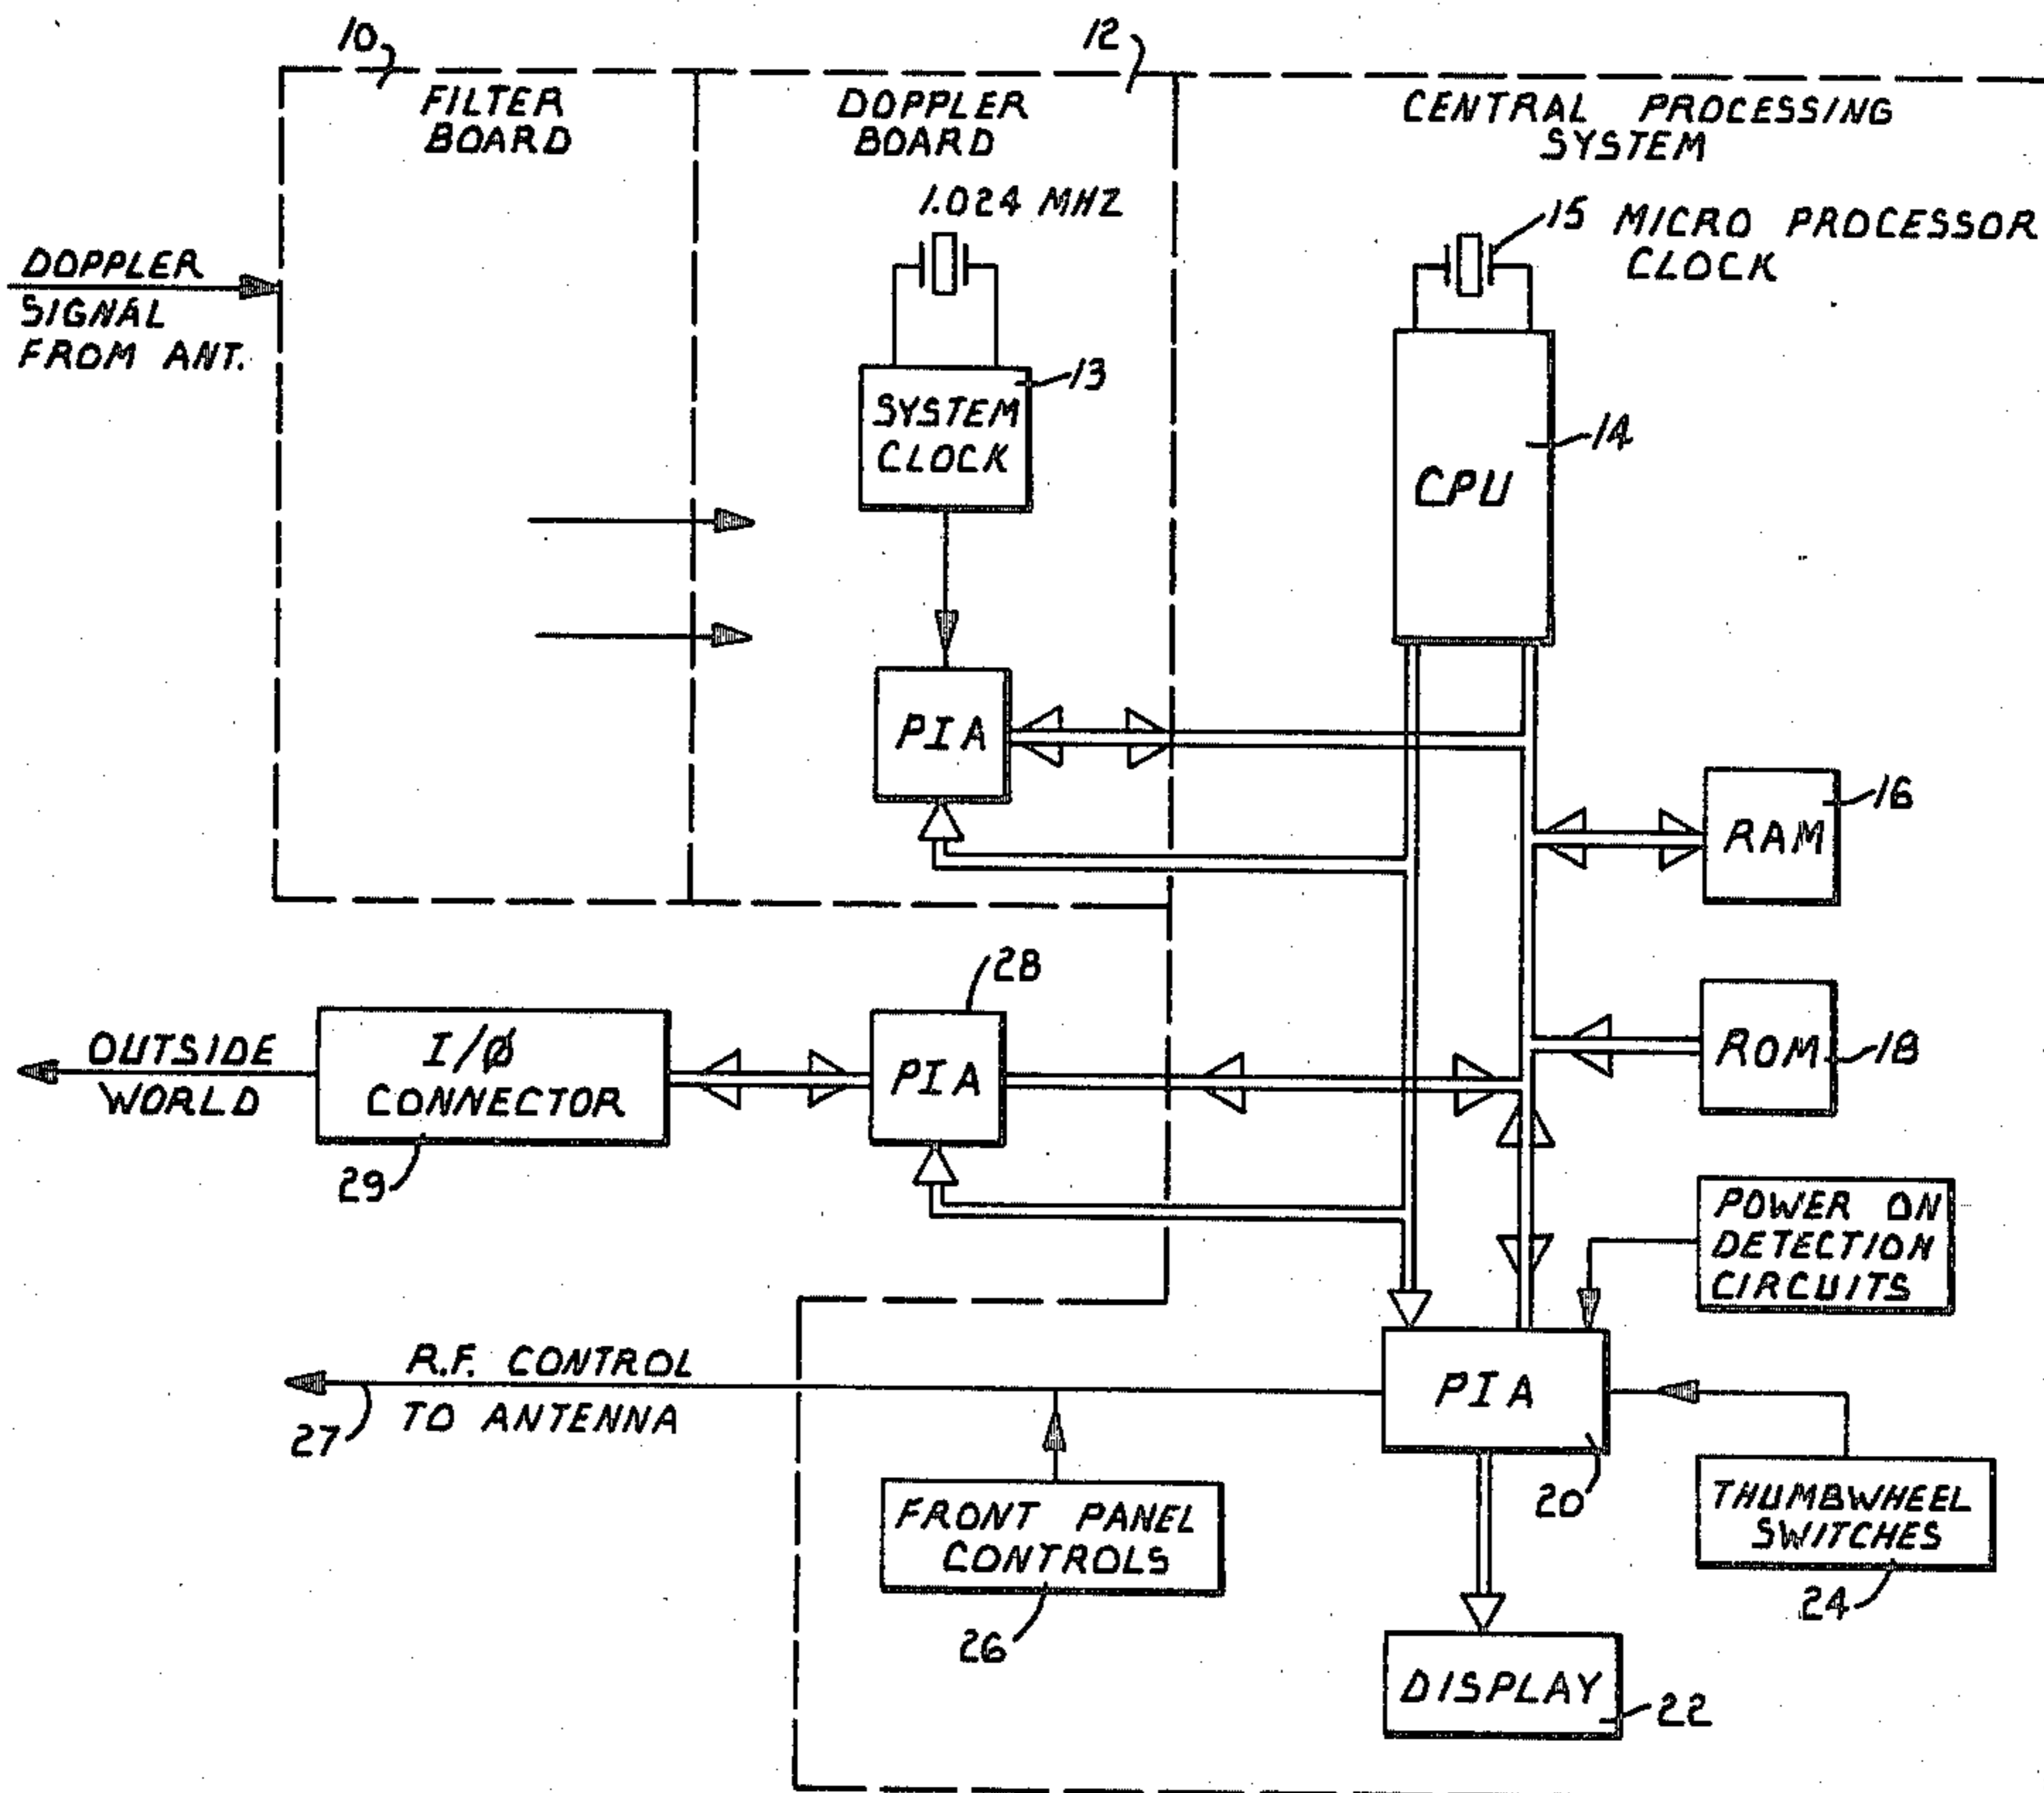 10
12
FILTER
BOARD
DOPPLER
BOARD
CENTRAL PROCESSING
SYSTEM
1.024 MHZ
15 MICRO PROCESSOR
CLOCK
DOPPLER
SIGNAL
FROM ANT.
13
SYSTEM
CLOCK
14
CPU
PIA
16
RAM
28
OUTSIDE
WORLD
I/Ø
CONNECTOR
29
PIA
ROM
18
POWER ON
DETECTION
CIRCUITS
R.F. CONTROL
TO ANTENNA
27
PIA
20
FRONT PANEL
CONTROLS
26
THUMBWHEEL
SWITCHES
24
DISPLAY
22